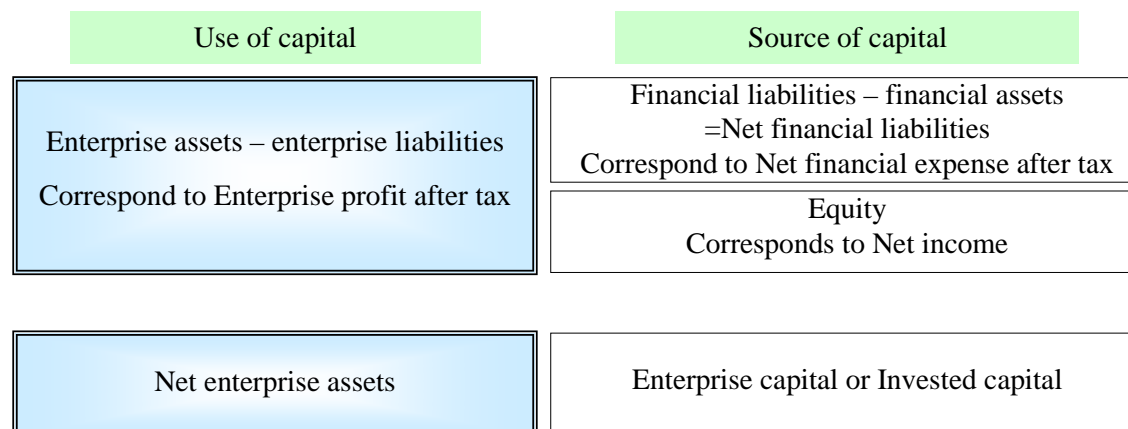 Use of capital
Source of capital
Enterprise assets – enterprise liabilities
Correspond to Enterprise profit after tax
Financial liabilities – financial assets
=Net financial liabilities
Correspond to Net financial expense after tax
Equity
Corresponds to Net income
Net enterprise assets
Enterprise capital or Invested capital